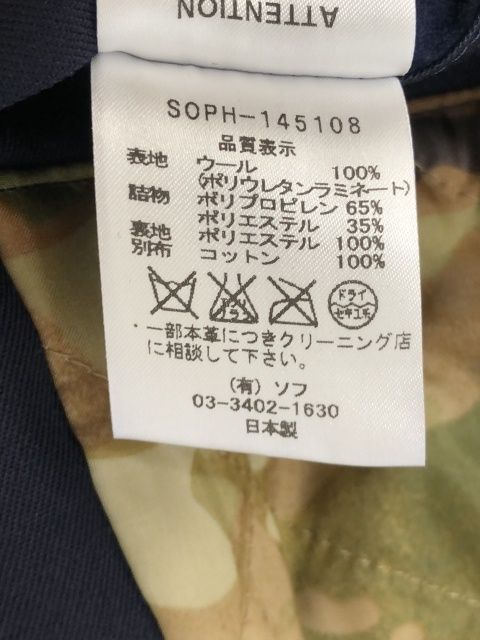 ATTENTION
SOPH-145108
品質表示
表地 ウール 100%
(ポリウレタンラミネート)
詰物 ポリプロピレン 65%
ポリエステル 35%
裏地 ポリエステル 100%
別布 コットン 100%
ドライ
セキユ系
・一部本革につきクリーニング店
に相談して下さい。
(有) ソフ
03-3402-1630
日本製